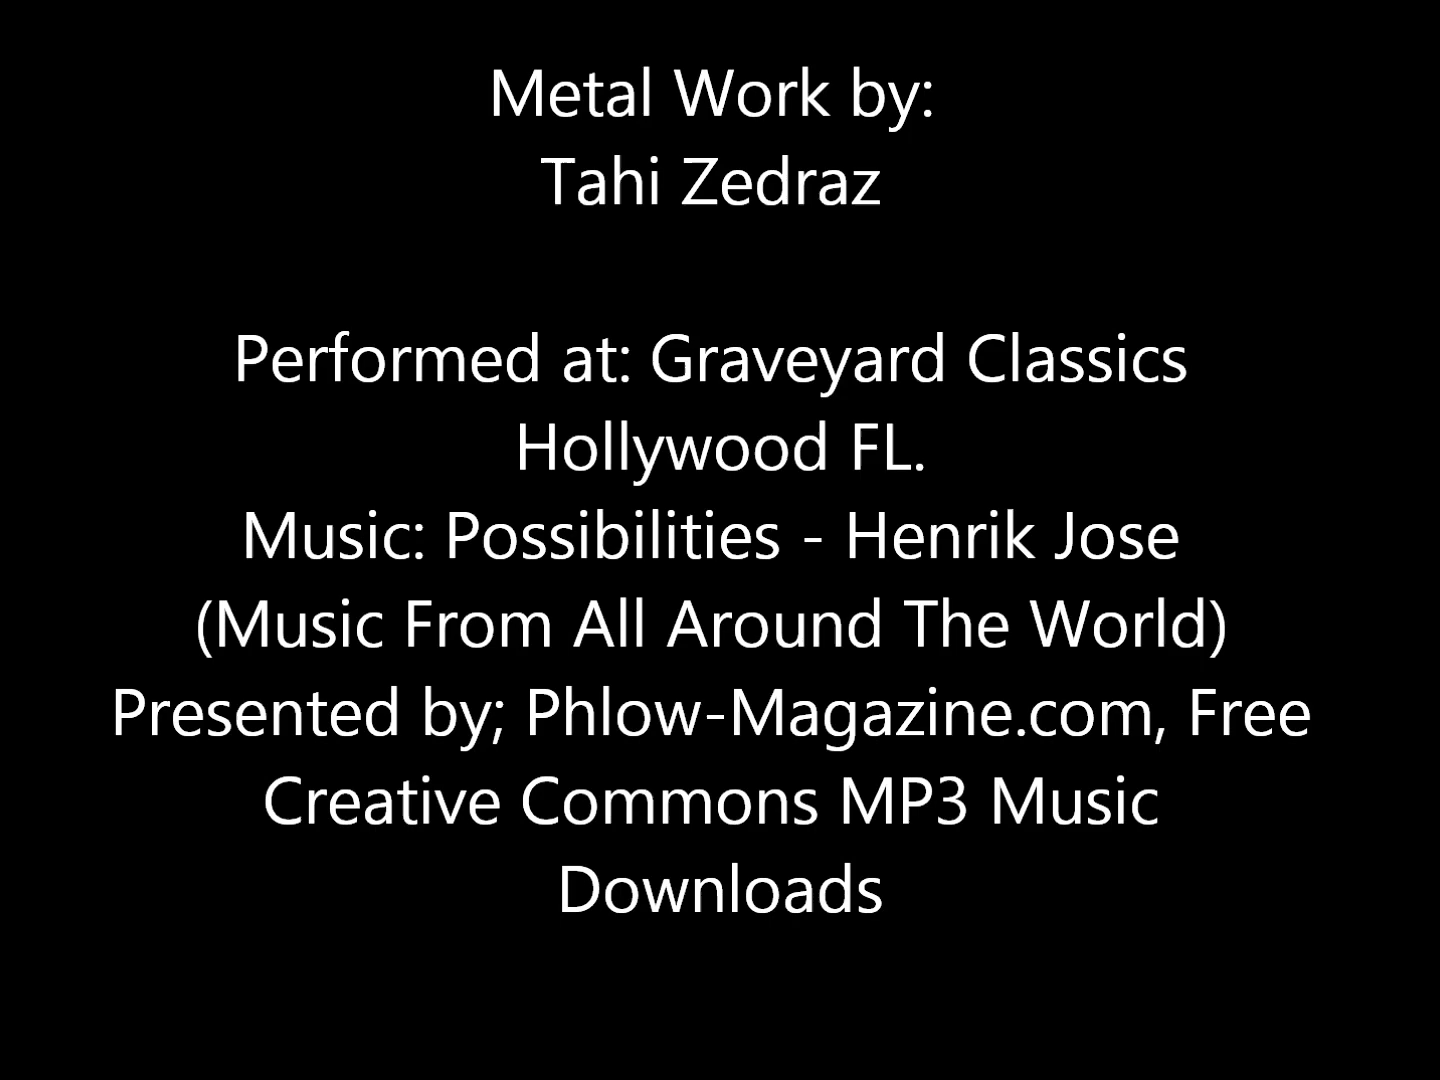 Metal Work by:
Tahi Zedraz
Performed at: Graveyard Classics
Hollywood FL.
Music: Possibilities - Henrik Jose
(Music From All Around The World)
Presented by; Phlow-Magazine.com, Free
Creative Commons MP3 Music
Downloads